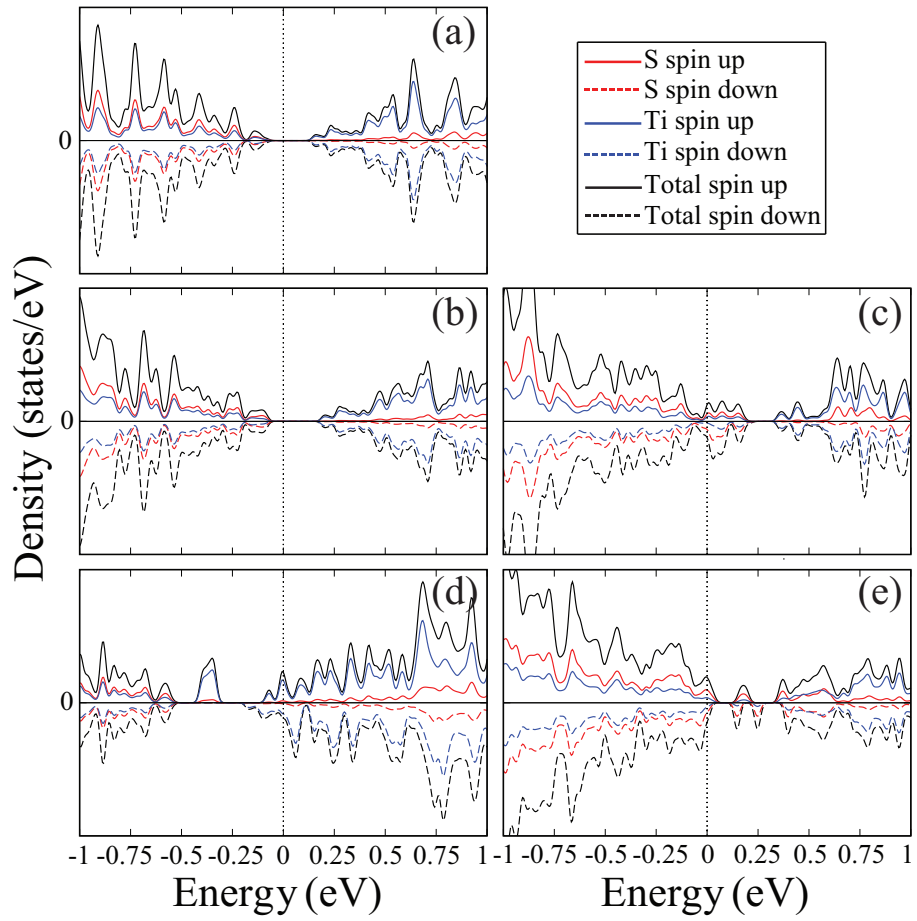 (a)
S spin up
S spin down
Ti spin up
Ti spin down
Total spin up
Total spin down
0
(b)
(c)
0
Density (states/eV)
(d)
(e)
0
-1 -0.75 -0.5 -0.25 0 0.25 0.5 0.75 1
-1 -0.75 -0.5 -0.25 0 0.25 0.5 0.75 1
Energy (eV)
Energy (eV)